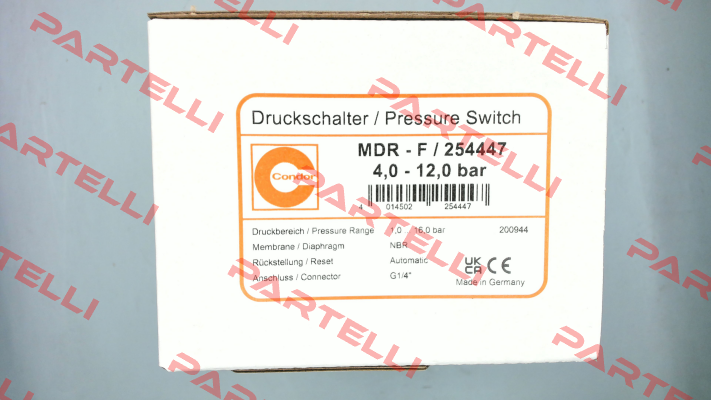 Druckschalter / Pressure Switch
Condor
MDR - F / 254447
4,0 - 12,0 bar
4 014502 254447
Druckbereich / Pressure Range 1,0 16,0 bar 200944
Membrane / Diaphragm NBR
Rückstellung / Reset Automatic UK CA CE
Anschluss / Connector G1/4" Made in Germany
PARTELLI
PARTELLI
PARTELLI
PARTELLI
PARTELLI
PARTELLI
PARTELLI